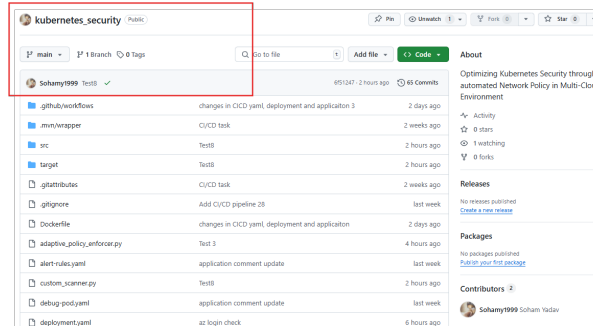 kubernetes_security Public
Pin Unwatch 1 Fork 0 Star 0
main 1 Branch 0 Tags Go to file t Add file Code
About
Sohamy1999 Test8 6f51247 · 2 hours ago 65 Commits
Optimizing Kubernetes Security through
automated Network Policy in Multi-Clou
Environment
.github/workflows changes in CICD yaml, deployment and applicaiton 3 2 days ago
.mvn/wrapper CI/CD task 2 weeks ago
src Test8 2 hours ago
target Test8 2 hours ago
.gitattributes CI/CD task 2 weeks ago
.gitignore Add CI/CD pipeline 28 last week
Dockerfile changes in CICD yaml, deployment and applicaiton 2 days ago
adaptive_policy_enforcer.py Test 3 4 hours ago
alert-rules.yaml application comment update last week
custom_scanner.py Test8 2 hours ago
debug-pod.yaml application comment update last week
deployment.yaml az login check 6 hours ago
Activity
0 stars
1 watching
0 forks
Releases
No releases published
Create a new release
Packages
No packages published
Publish your first package
Contributors 2
Sohamy1999 Soham Yadav